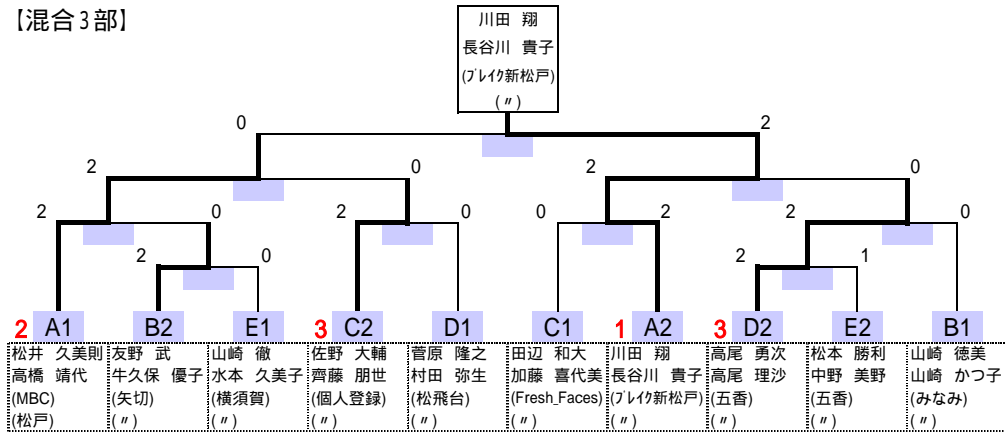 【混合3部】
川田 翔
長谷川 貴子
(ﾌﾞﾚｲｸ新松戸)
(〃)
0 2
2 0 2 0
2 0 2 0 0 2 2 0
2 0 2 1
2 A1 B2 E1 3 C2 D1 C1 1 A2 3 D2 E2 B1
松井 久美則 友野 武 山崎 徹 佐野 大輔 菅原 隆之 田辺 和大 川田 翔 高尾 勇次 松本 勝利 山崎 徳美
高橋 靖代 牛久保 優子 水本 久美子 齊藤 朋世 村田 弥生 加藤 喜代美 長谷川 貴子 高尾 理沙 中野 美野 山崎 かつ子
(MBC) (矢切) (横須賀) (個人登録) (松飛台) (Fresh_Faces) (ﾌﾞﾚｲｸ新松戸) (五香) (五香) (みなみ)
(松戸) (〃) (〃) (〃) (〃) (〃) (〃) (〃) (〃) (〃)